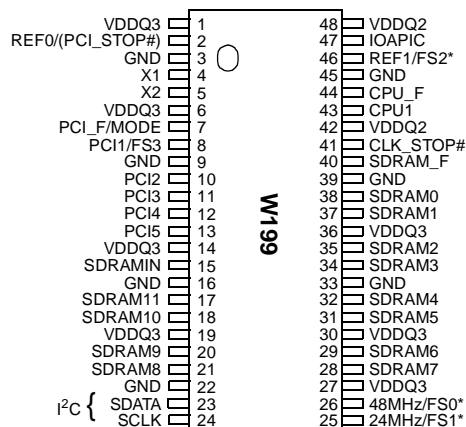 VDDQ3 1 48 VDDQ2
REF0/(PCI_STOP#) 2 47 IOAPIC
GND 3 46 REF1/FS2*
X1 4 45 GND
X2 5 44 CPU_F
VDDQ3 6 43 CPU1
PCI_F/MODE 7 42 VDDQ2
PCI1/FS3 8 41 CLK_STOP#
GND 9 40 SDRAM_F
PCI2 10 39 GND
PCI3 11 38 SDRAM0
PCI4 12 37 SDRAM1
PCI5 13 36 VDDQ3
VDDQ3 14 35 SDRAM2
SDRAMIN 15 34 SDRAM3
GND 16 33 GND
SDRAM11 17 32 SDRAM4
SDRAM10 18 31 SDRAM5
VDDQ3 19 30 VDDQ3
SDRAM9 20 29 SDRAM6
SDRAM8 21 28 SDRAM7
GND 22 27 VDDQ3
SDATA 23 26 48MHz/FS0*
SCLK 24 25 24MHz/FS1*
I²C {
W199